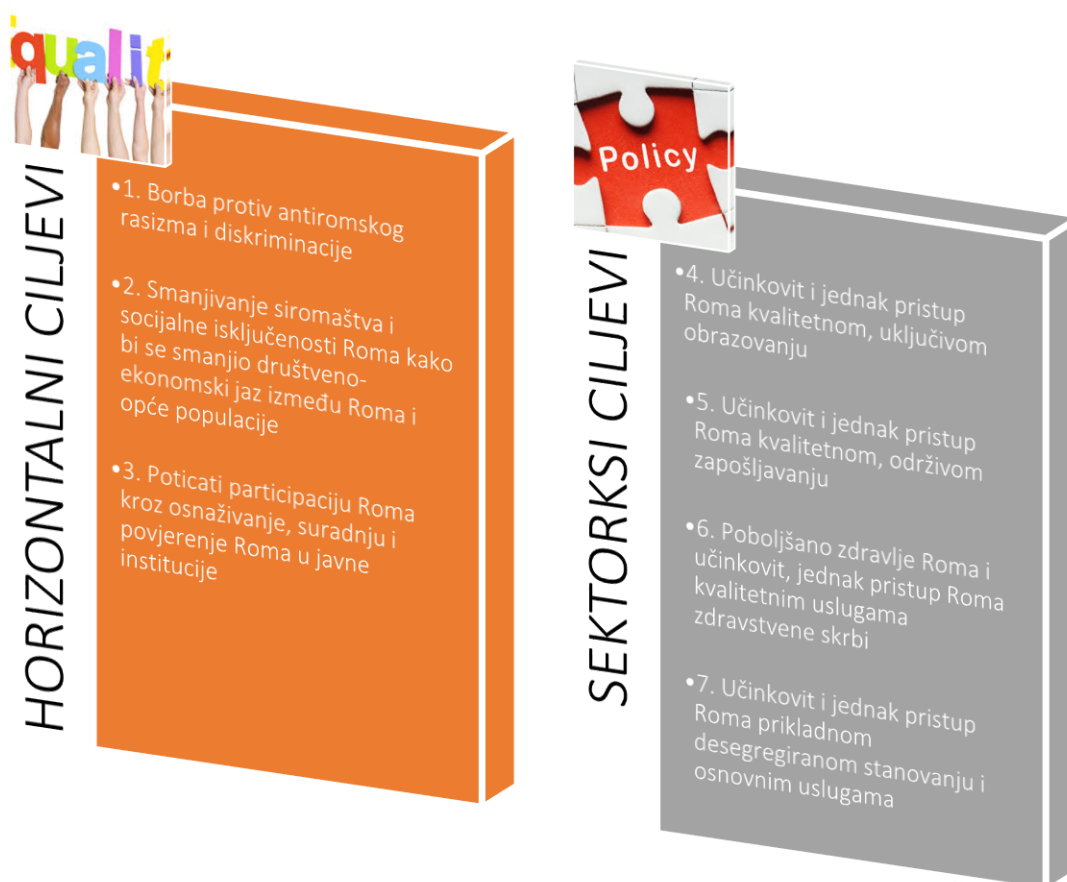 qualit
HORIZONTALNI CILJEVI
•1. Borba protiv antiromskog
rasizma i diskriminacije
•2. Smanjivanje siromaštva i
socijalne isključenosti Roma kako
bi se smanjio društveno-
ekonomski jaz između Roma i
opće populacije
•3. Poticati participaciju Roma
kroz osnaživanje, suradnju i
povjerenje Roma u javne
institucije
Policy
SEKTORKSI CILJEVI
•4. Učinkovit i jednak pristup
Roma kvalitetnom, uključivom
obrazovanju
•5. Učinkovit i jednak pristup
Roma kvalitetnom, održivom
zapošljavanju
•6. Poboljšano zdravlje Roma i
učinkovit, jednak pristup Roma
kvalitetnim uslugama
zdravstvene skrbi
•7. Učinkovit i jednak pristup
Roma prikladnom
desegregiranom stanovanju i
osnovnim uslugama